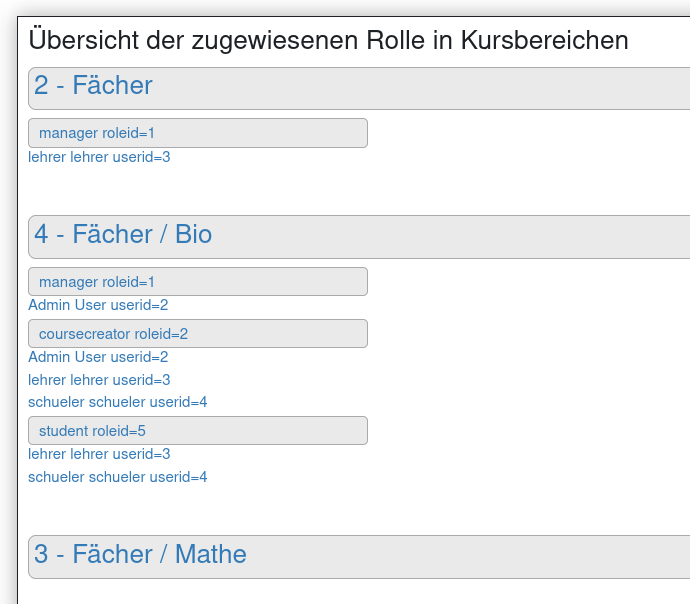 Übersicht der zugewiesenen Rolle in Kursbereichen
2 - Fächer
manager roleid=1
lehrer lehrer userid=3
4 - Fächer / Bio
manager roleid=1
Admin User userid=2
coursecreator roleid=2
Admin User userid=2
lehrer lehrer userid=3
schueler schueler userid=4
student roleid=5
lehrer lehrer userid=3
schueler schueler userid=4
3 - Fächer / Mathe